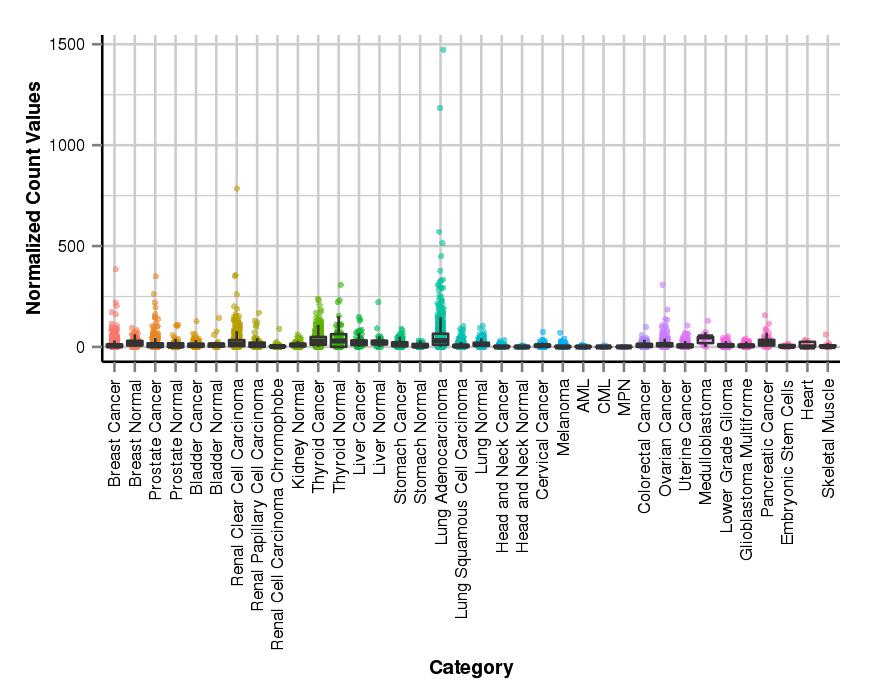 1500
1000
500
0
Normalized Count Values
Breast Cancer
Breast Normal
Prostate Cancer
Prostate Normal
Bladder Cancer
Bladder Normal
Renal Clear Cell Carcinoma
Renal Papillary Cell Carcinoma
Renal Cell Carcinoma Chromophobe
Kidney Normal
Thyroid Cancer
Thyroid Normal
Liver Cancer
Liver Normal
Stomach Cancer
Stomach Normal
Lung Adenocarcinoma
Lung Squamous Cell Carcinoma
Lung Normal
Head and Neck Cancer
Head and Neck Normal
Cervical Cancer
Melanoma
AML
CML
MPN
Colorectal Cancer
Ovarian Cancer
Uterine Cancer
Medulloblastoma
Lower Grade Glioma
Glioblastoma Multiforme
Pancreatic Cancer
Embryonic Stem Cells
Heart
Skeletal Muscle
Category